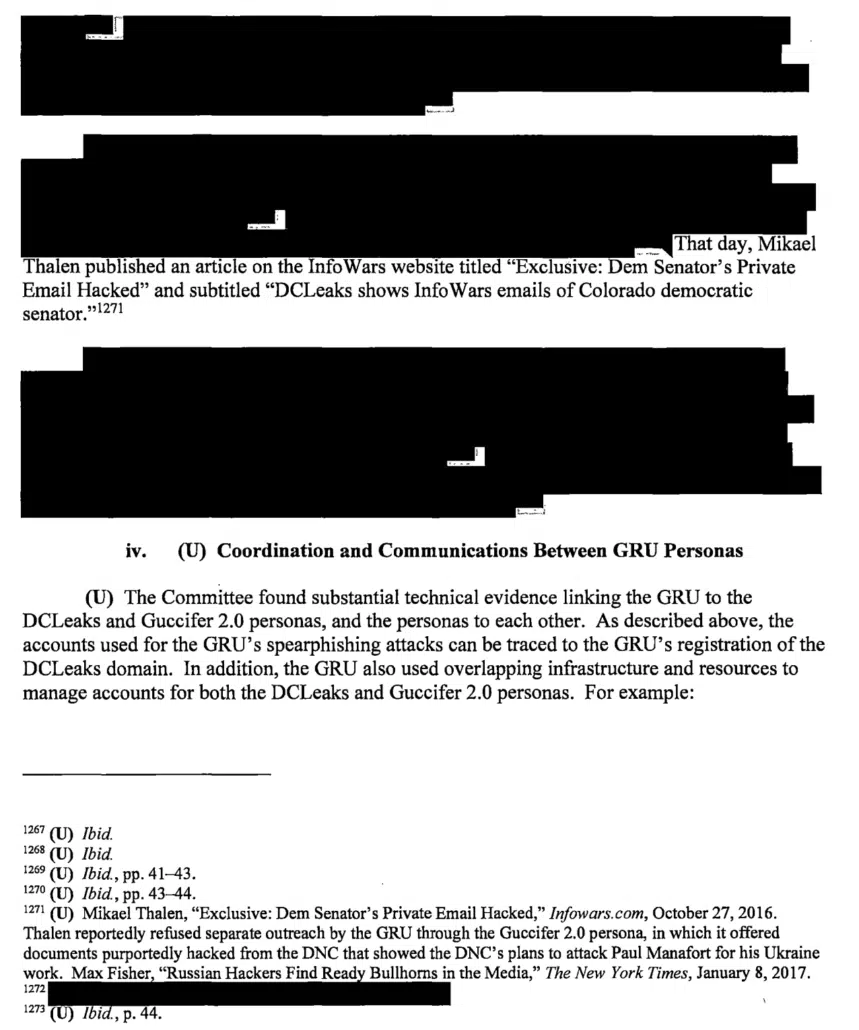 That day, Mikael
Thalen published an article on the InfoWars website titled “Exclusive: Dem Senator’s Private
Email Hacked” and subtitled “DCLeaks shows InfoWars emails of Colorado democratic
senator.”1271
iv. (U) Coordination and Communications Between GRU Personas
(U) The Committee found substantial technical evidence linking the GRU to the
DCLeaks and Guccifer 2.0 personas, and the personas to each other. As described above, the
accounts used for the GRU’s spearphishing attacks can be traced to the GRU’s registration of the
DCLeaks domain. In addition, the GRU also used overlapping infrastructure and resources to
manage accounts for both the DCLeaks and Guccifer 2.0 personas. For example:
1267 (U) Ibid.
1268 (U) Ibid.
1269 (U) Ibid., pp. 41–43.
1270 (U) Ibid., pp. 43–44.
1271 (U) Mikael Thalen, “Exclusive: Dem Senator’s Private Email Hacked,” Infowars.com, October 27, 2016.
Thalen reportedly refused separate outreach by the GRU through the Guccifer 2.0 persona, in which it offered
documents purportedly hacked from the DNC that showed the DNC’s plans to attack Paul Manafort for his Ukraine
work. Max Fisher, “Russian Hackers Find Ready Bullhorns in the Media,” The New York Times, January 8, 2017.
1272
1273 (U) Ibid., p. 44.